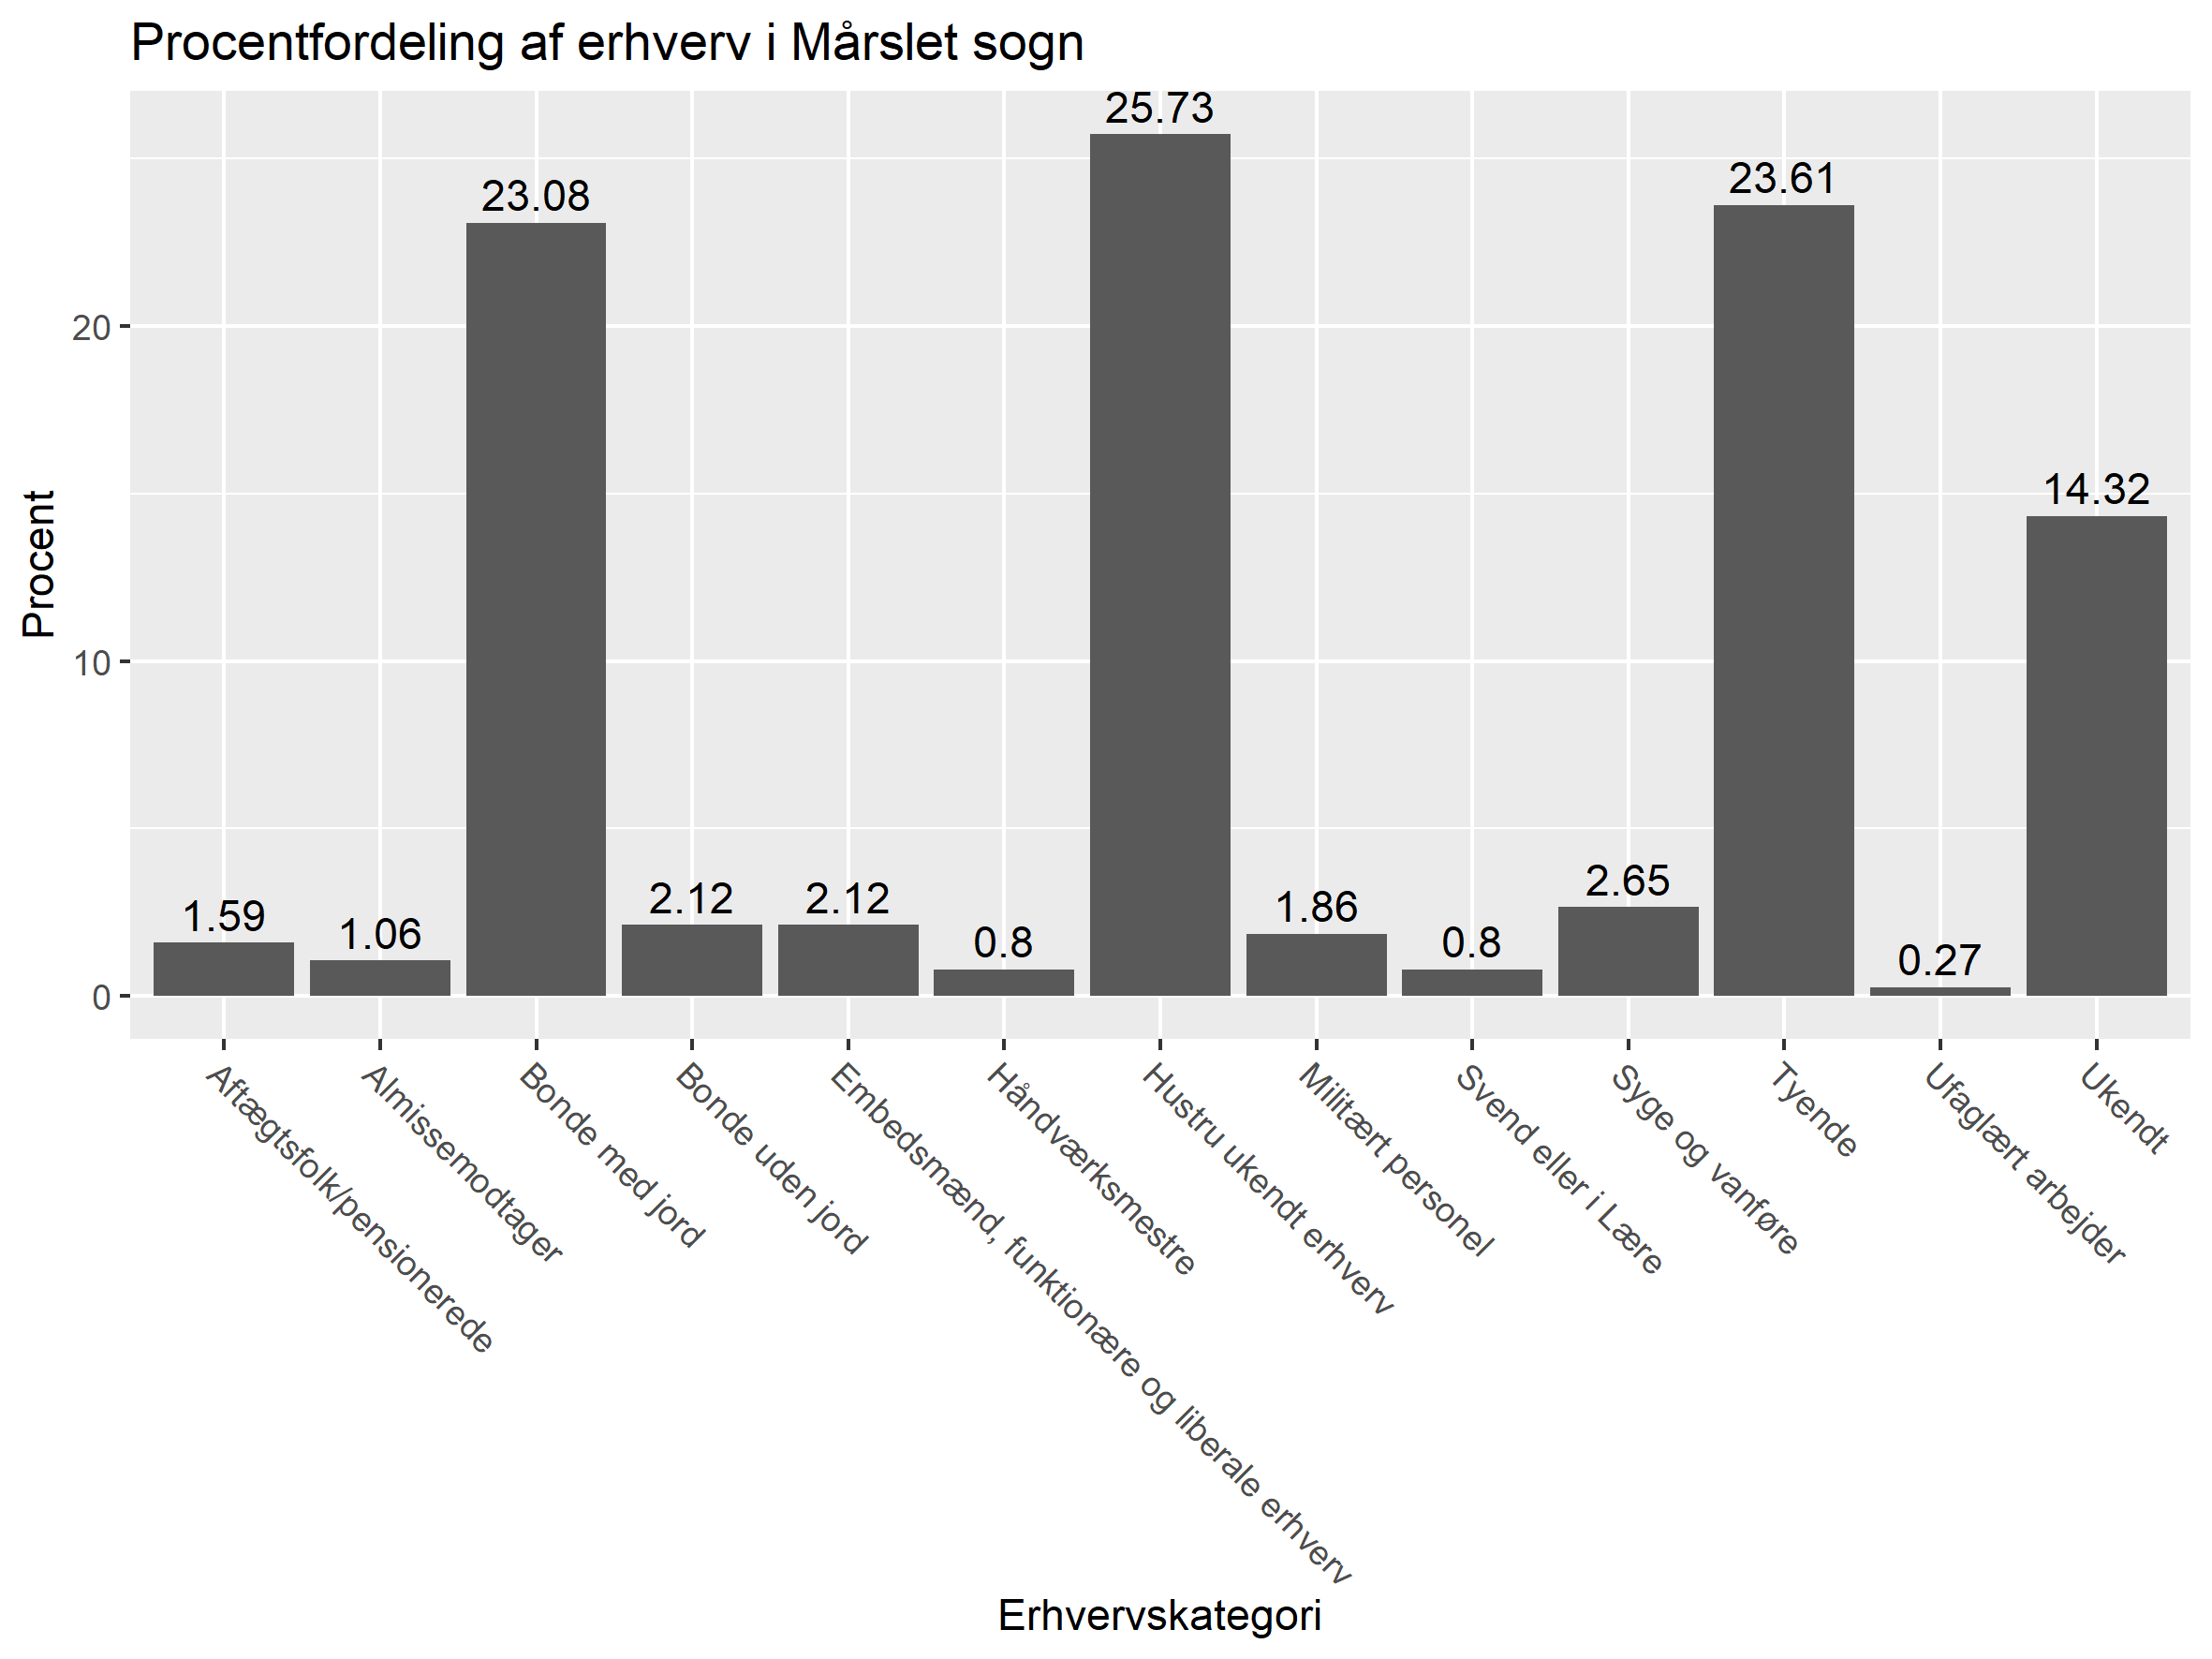 Procentfordeling af erhverv i Mårslet sogn
Procent
20
10
0
1.59
1.06
23.08
2.12
2.12
0.8
25.73
1.86
0.8
2.65
23.61
0.27
14.32
Aftægtsfolk/pensionerede
Almissemodtager
Bonde med jord
Bonde uden jord
Embedsmænd, funktionære og liberale erhverv
Håndværksmestre
Hustru ukendt erhverv
Militært personel
Svend eller i Lære
Syge og vanføre
Tyende
Ufaglært arbejder
Ukendt
Erhvervskategori